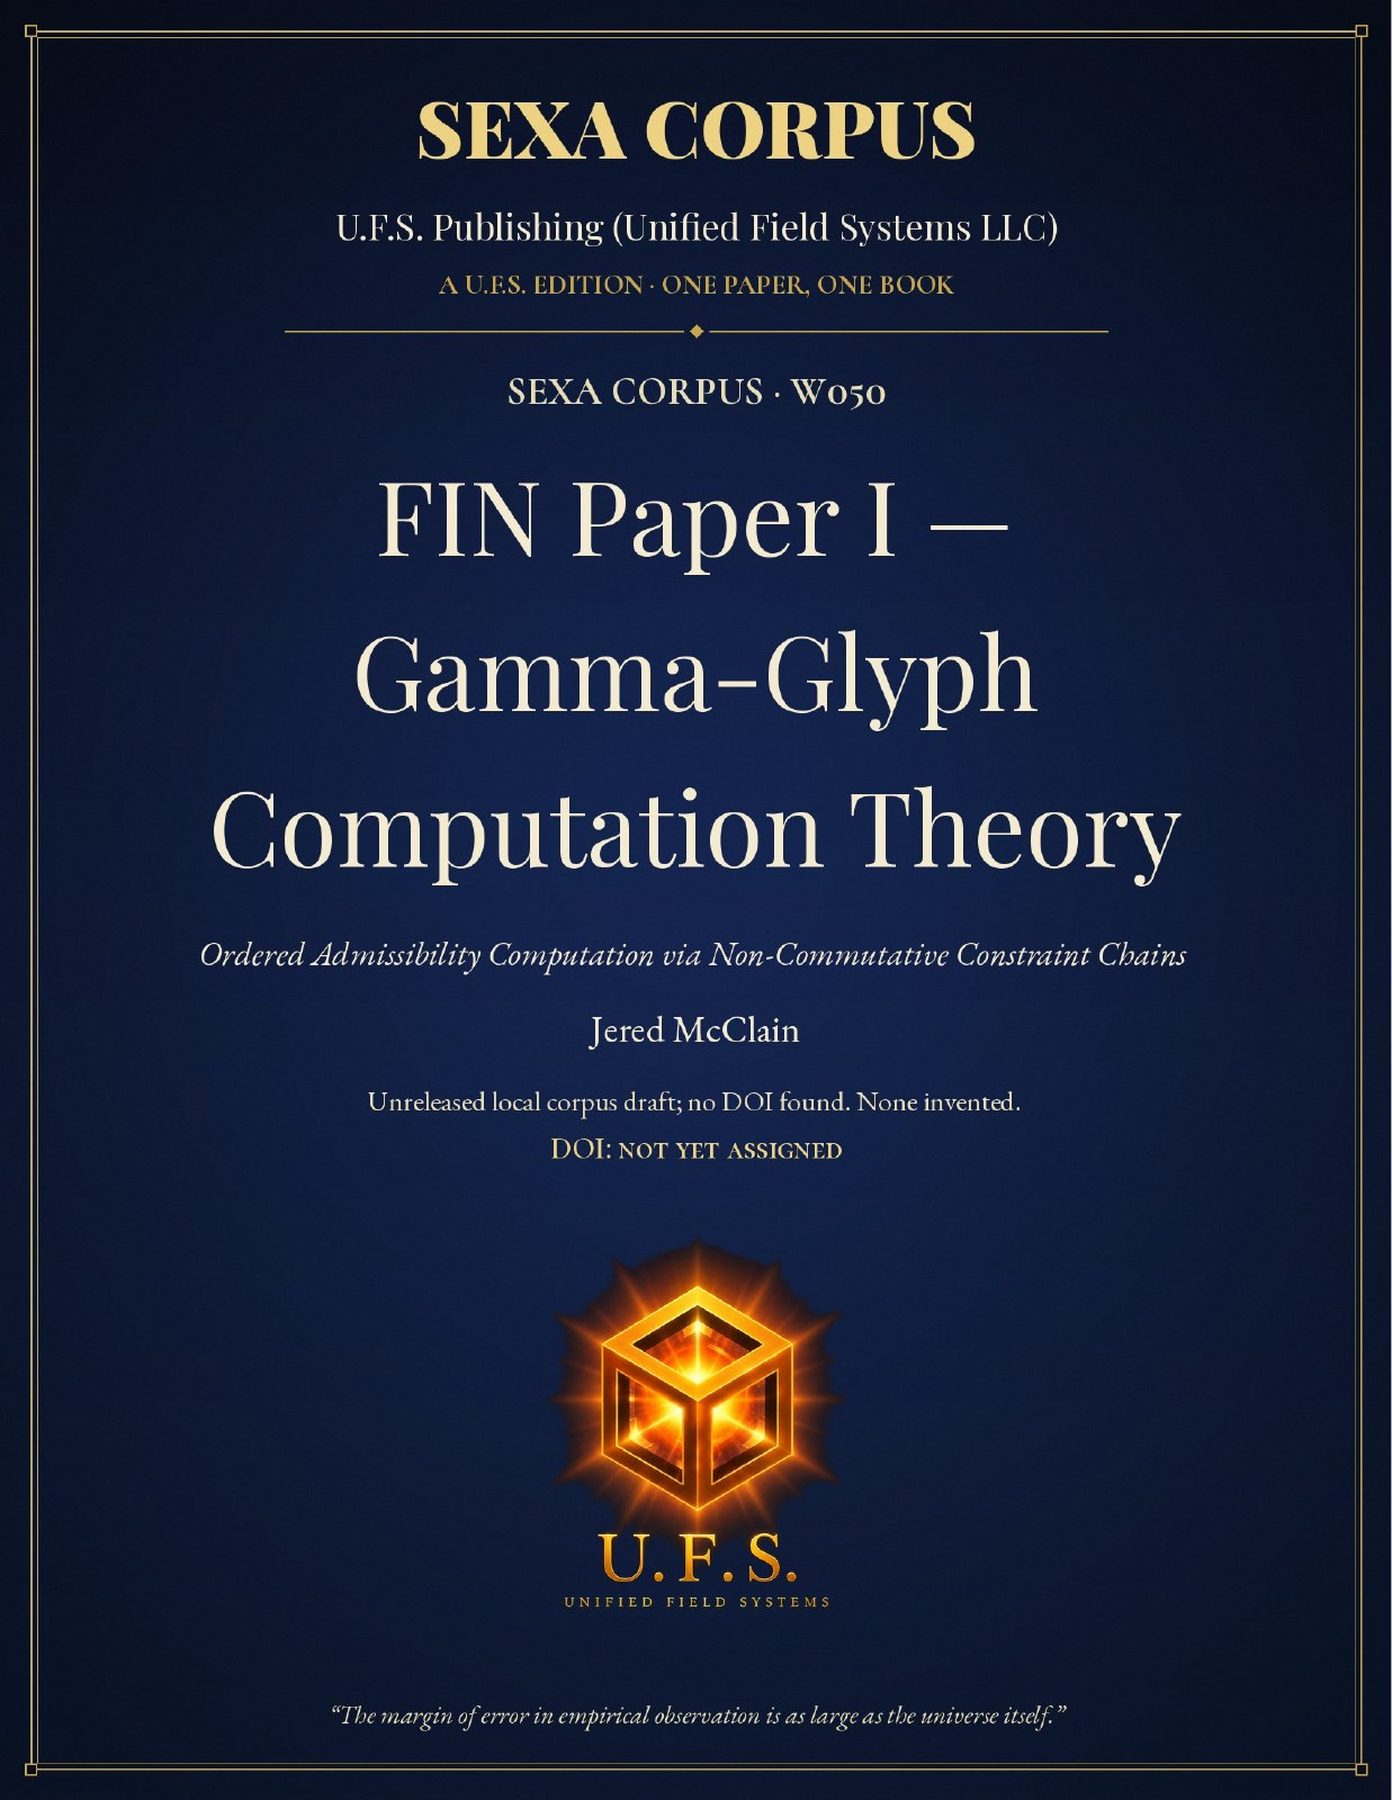 SEXA CORPUS
U.F.S. Publishing (Unified Field Systems LLC)
A U.F.S. EDITION · ONE PAPER, ONE BOOK
SEXA CORPUS · W050
FIN Paper I —
Gamma–Glyph
Computation Theory
Ordered Admissibility Computation via Non-Commutative Constraint Chains
Jered McClain
Unreleased local corpus draft; no DOI found. None invented.
DOI: NOT YET ASSIGNED
U.F.S.
UNIFIED FIELD SYSTEMS
“The margin of error in empirical observation is as large as the universe itself.”